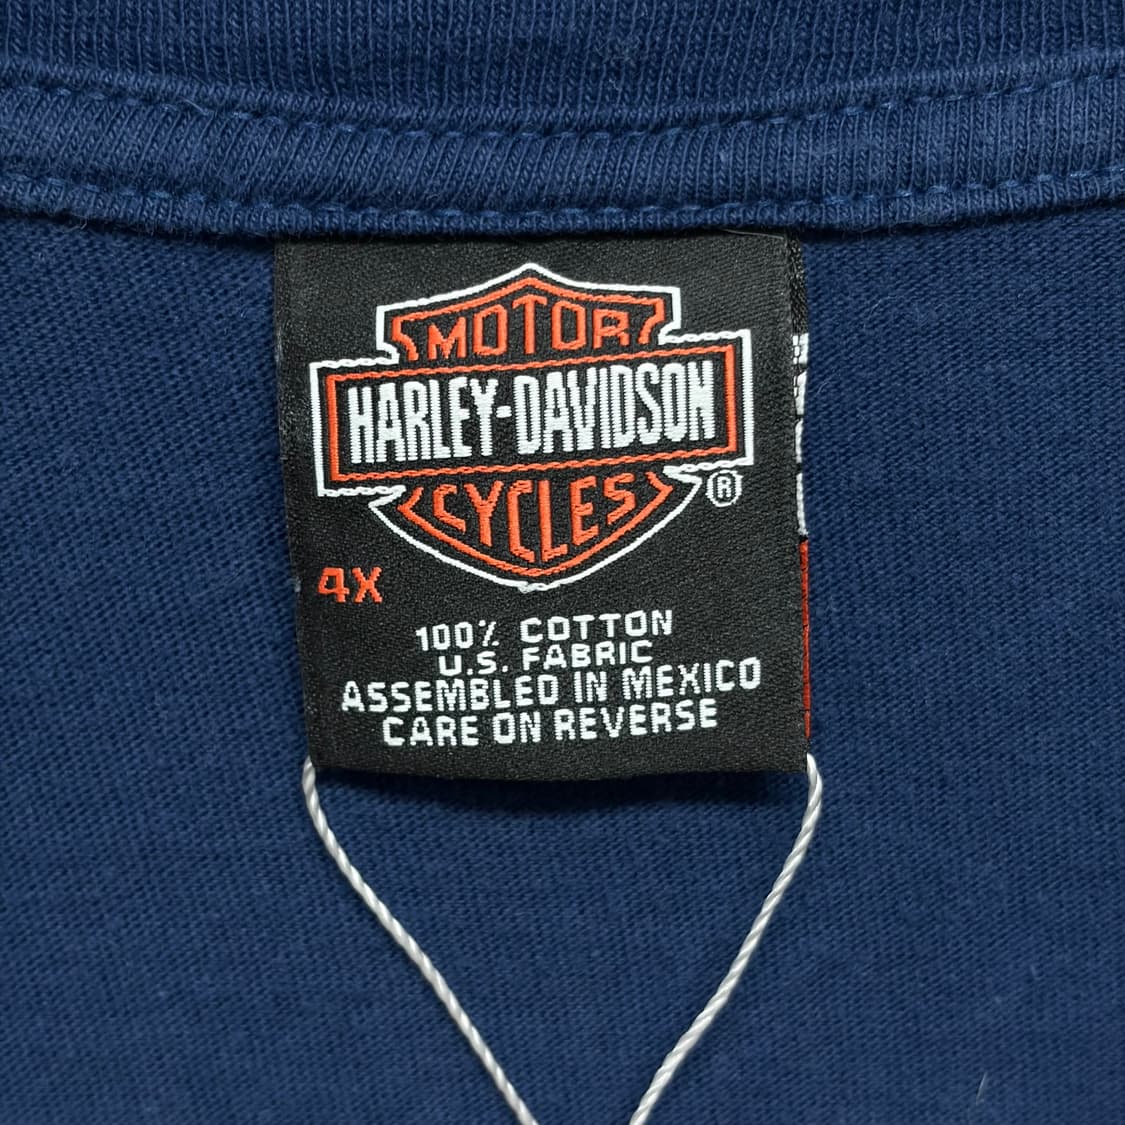 MOTOR
HARLEY-DAVIDSON
CYCLES
®
4X
100% COTTON
U.S. FABRIC
ASSEMBLED IN MEXICO
CARE ON REVERSE